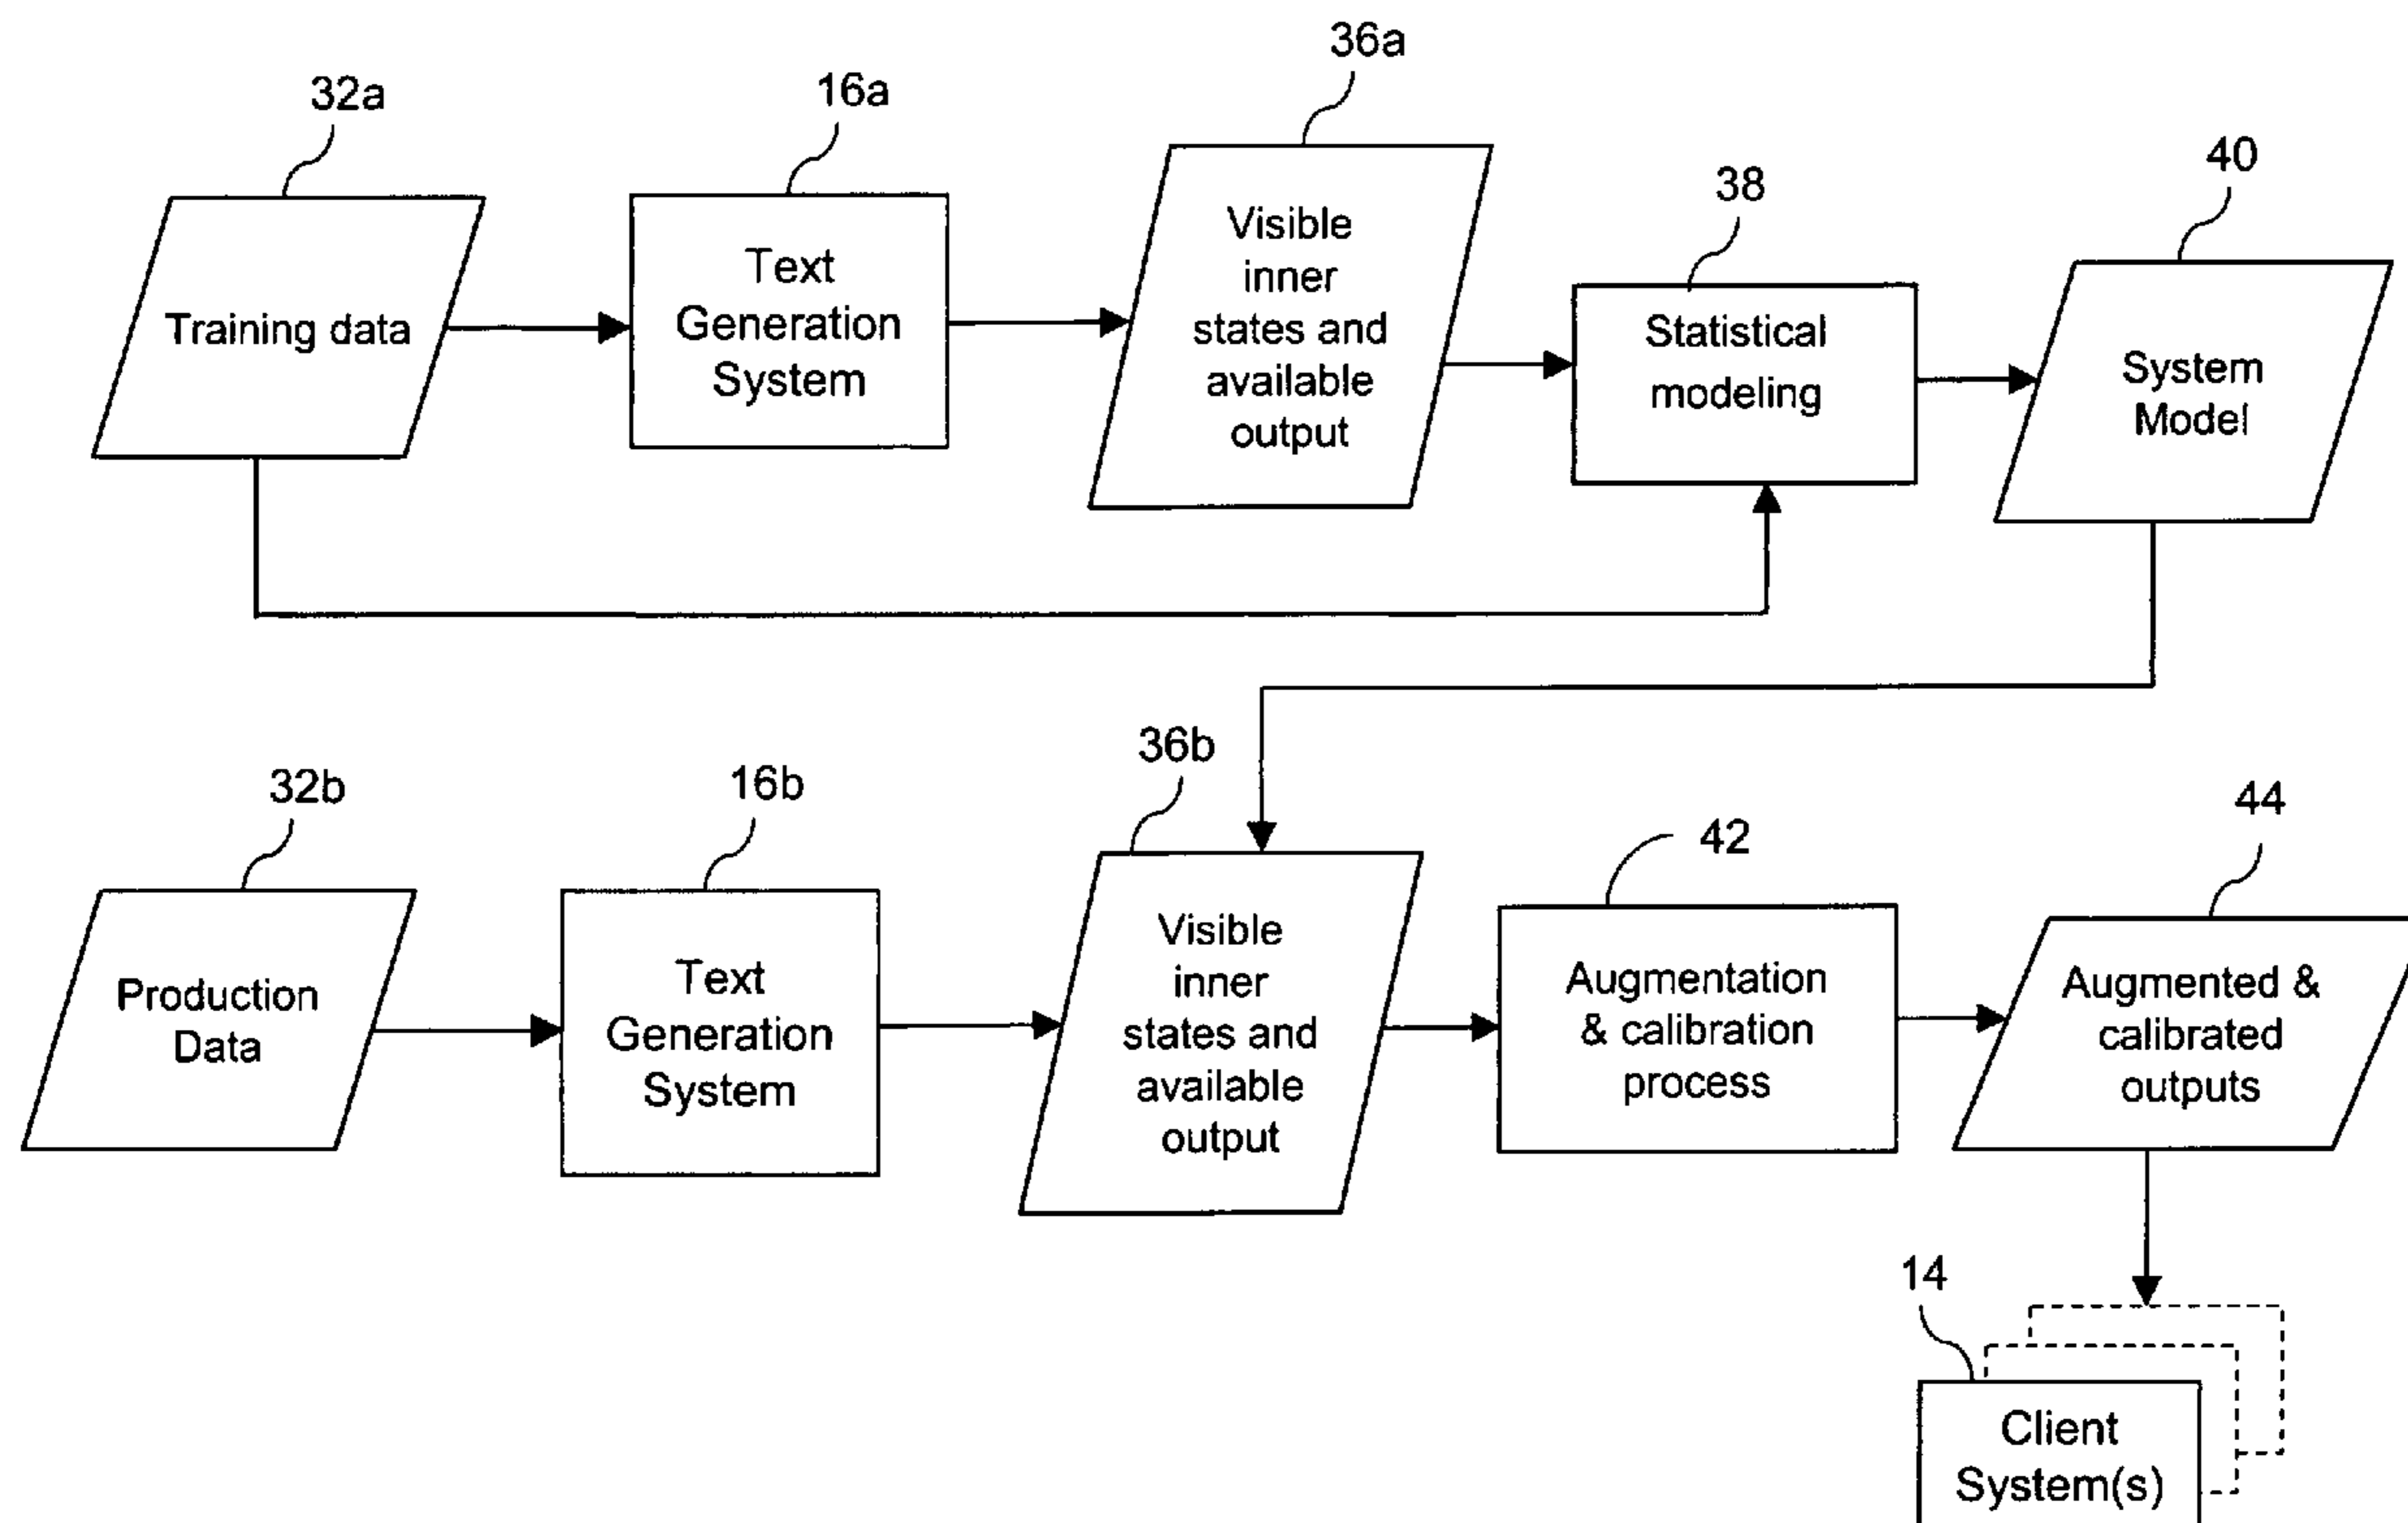 36a
16a
32a
40
38
Training data
Text
Generation
System
Visible
inner
states and
available
output
Statistical
modeling
System
Model
36b
32b
16b
42
44
Production
Data
Text
Generation
System
Visible
inner
states and
available
output
Augmentation
& calibration
process
Augmented &
calibrated
outputs
14
Client
System(s)